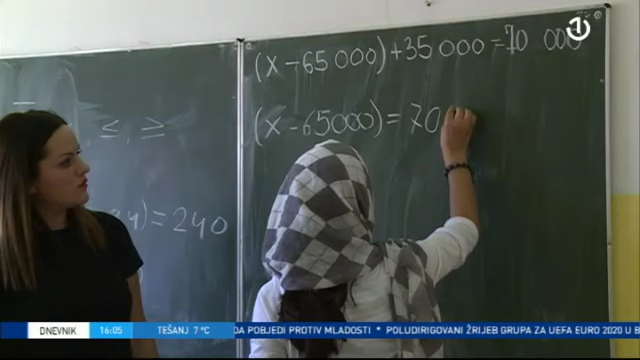 (x - 65 000) + 35 000 = 70 000
(x - 65000) = 70
≤, ≥
) = 240
DNEVNIK 16:05 TEŠANJ 7 °C DA POBJEDI PROTIV MLADOSTI * POLUDIRIGOVANI ŽRIJEB GRUPA ZA UEFA EURO 2020 U B